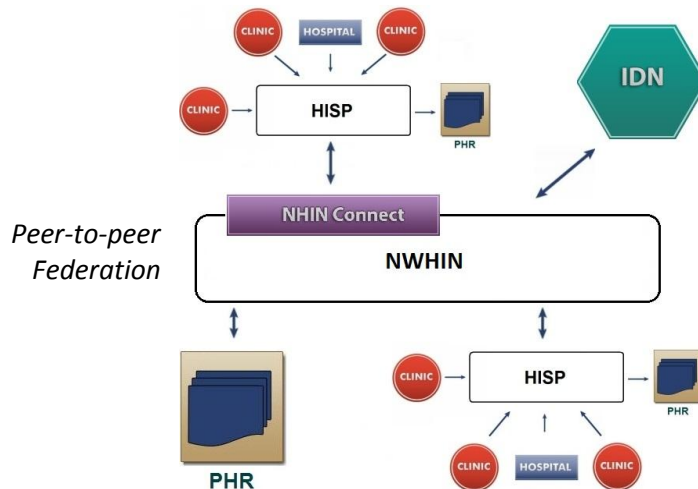 CLINIC
HOSPITAL
CLINIC
CLINIC
HISP
PHR
IDN
NHIN Connect
Peer-to-peer
Federation
NWHIN
CLINIC
HISP
PHR
PHR
CLINIC
HOSPITAL
CLINIC